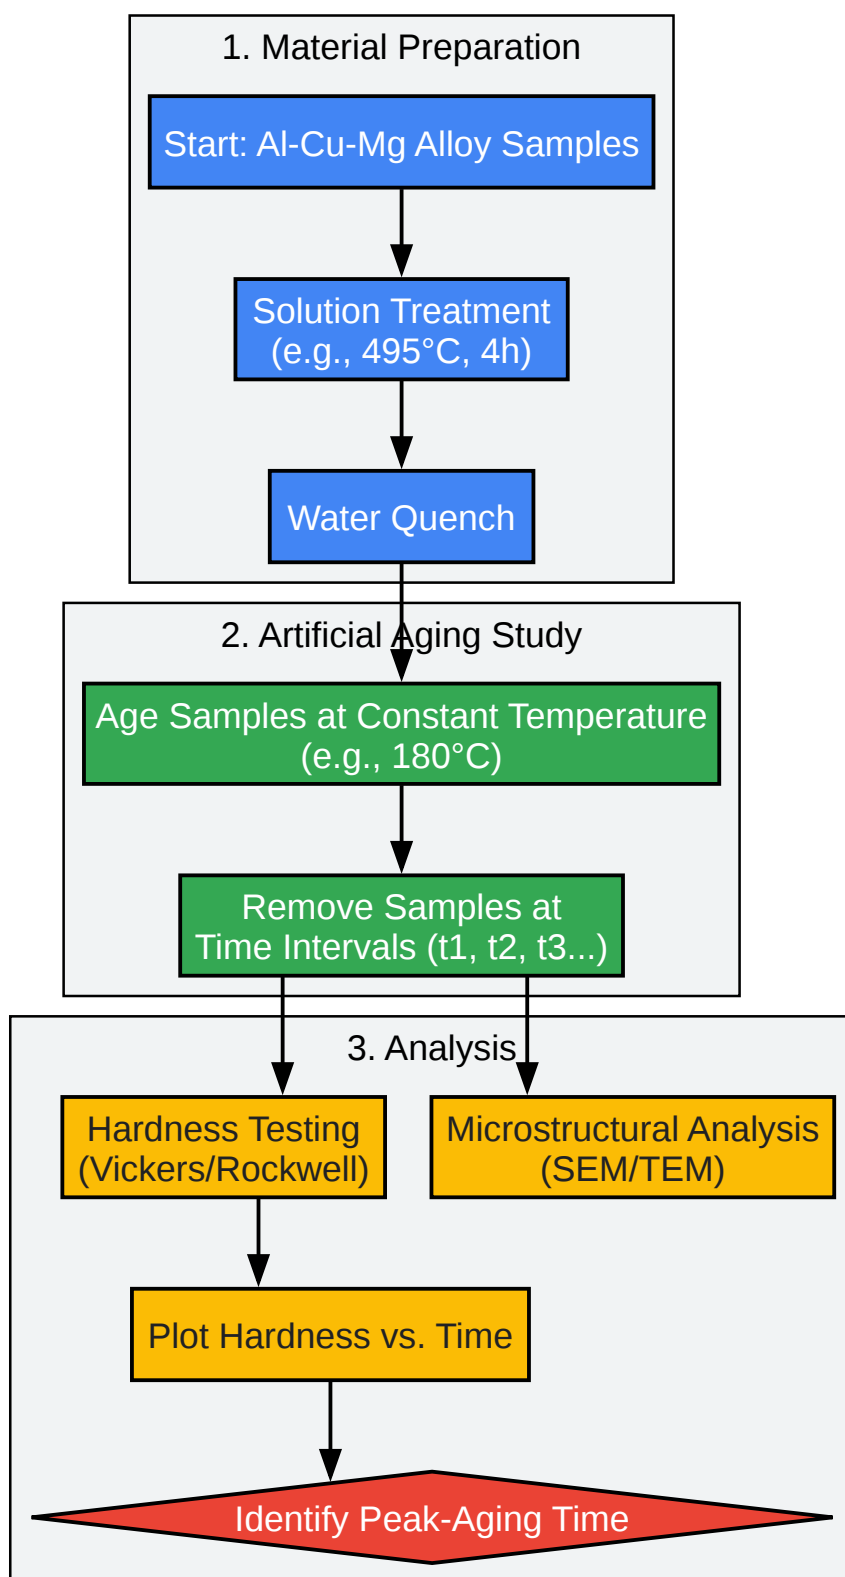 1. Material Preparation
Start: Al-Cu-Mg Alloy Samples
Solution Treatment
(e.g., 495°C, 4h)
Water Quench
2. Artificial Aging Study
Age Samples at Constant Temperature
(e.g., 180°C)
Remove Samples at
Time Intervals (t1, t2, t3...)
3. Analysis
Hardness Testing
(Vickers/Rockwell)
Microstructural Analysis
(SEM/TEM)
Plot Hardness vs. Time
Identify Peak-Aging Time